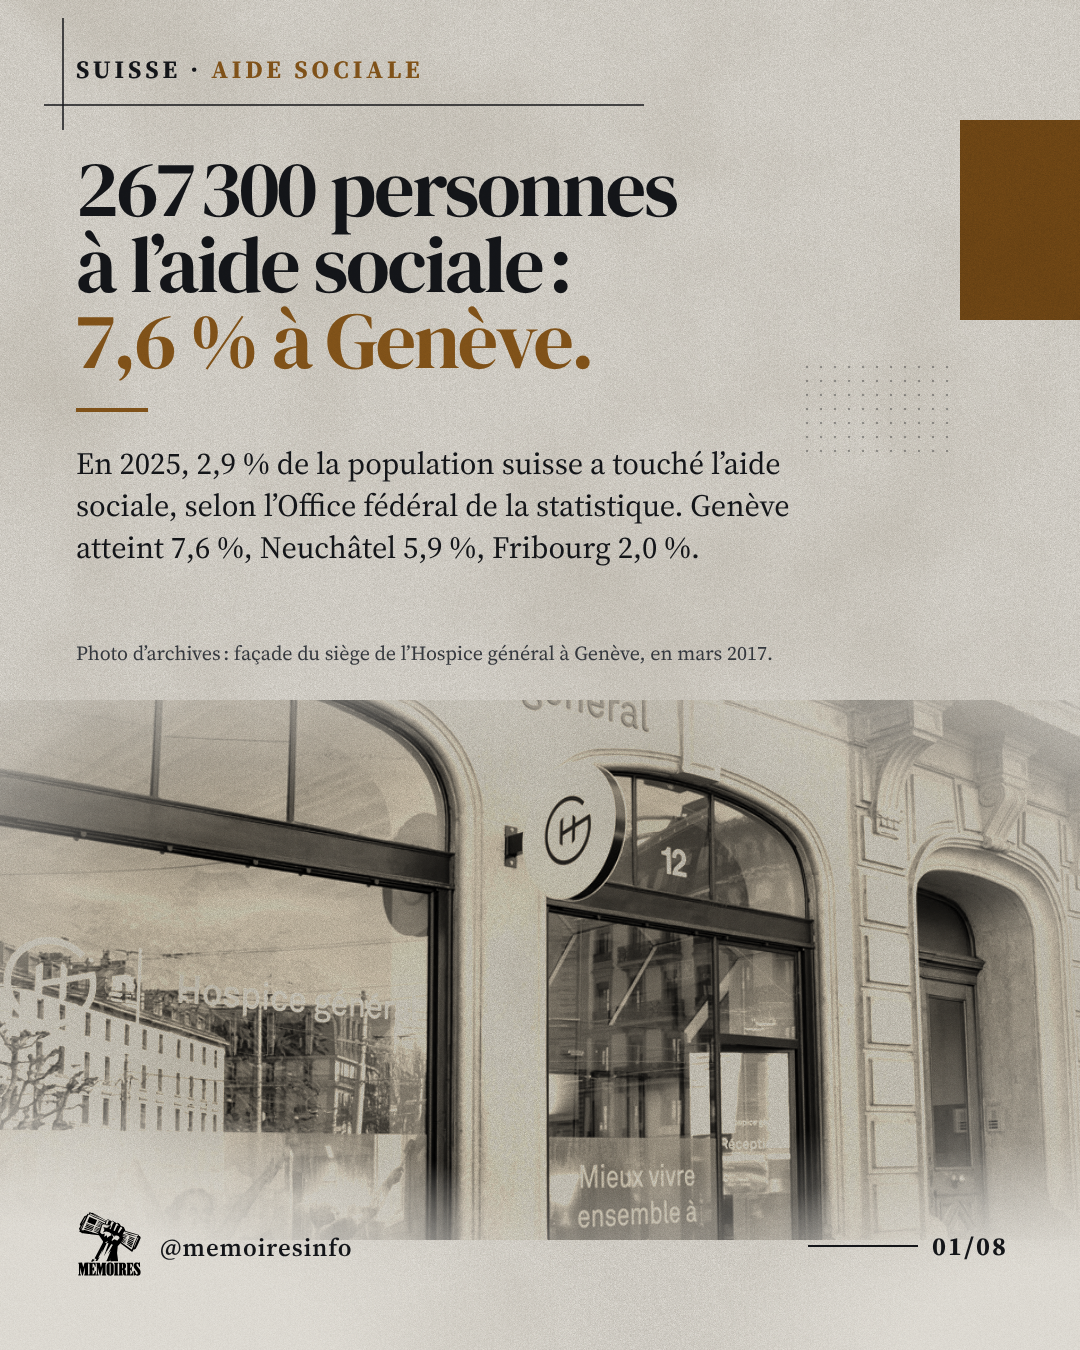 SUISSE · AIDE SOCIALE
267 300 personnes
à l’aide sociale :
7,6 % à Genève.
En 2025, 2,9 % de la population suisse a touché l’aide
sociale, selon l’Office fédéral de la statistique. Genève
atteint 7,6 %, Neuchâtel 5,9 %, Fribourg 2,0 %.
Photo d’archives : façade du siège de l’Hospice général à Genève, en mars 2017.
General
12
Hospice géner
Mieux vivre
ensemble à
MÉMOIRES
@memoiresinfo
01/08